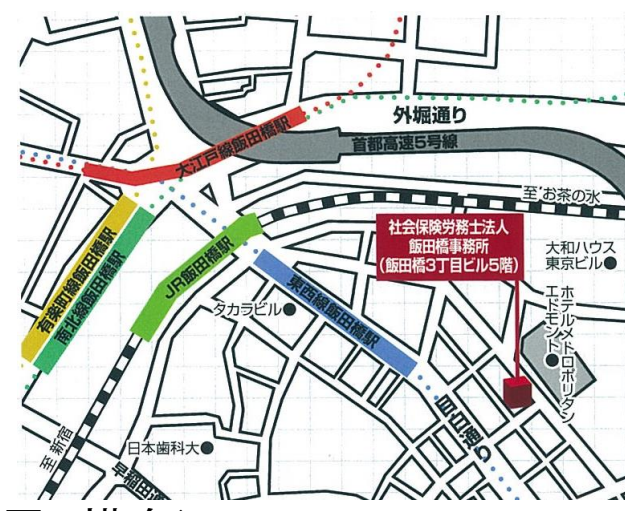 外堀通り
首都高速5号線
大江戸線飯田橋駅
至 お茶の水
社会保険労務士法人
飯田橋事務所
(飯田橋3丁目ビル5階)
大和ハウス
東京ビル●
有楽町線飯田橋駅
南北線飯田橋駅
JR飯田橋駅
東西線飯田橋駅
タカラビル●
ホテルメトロポリタン
エドモント●
目白通り
日本歯科大●
至 新宿